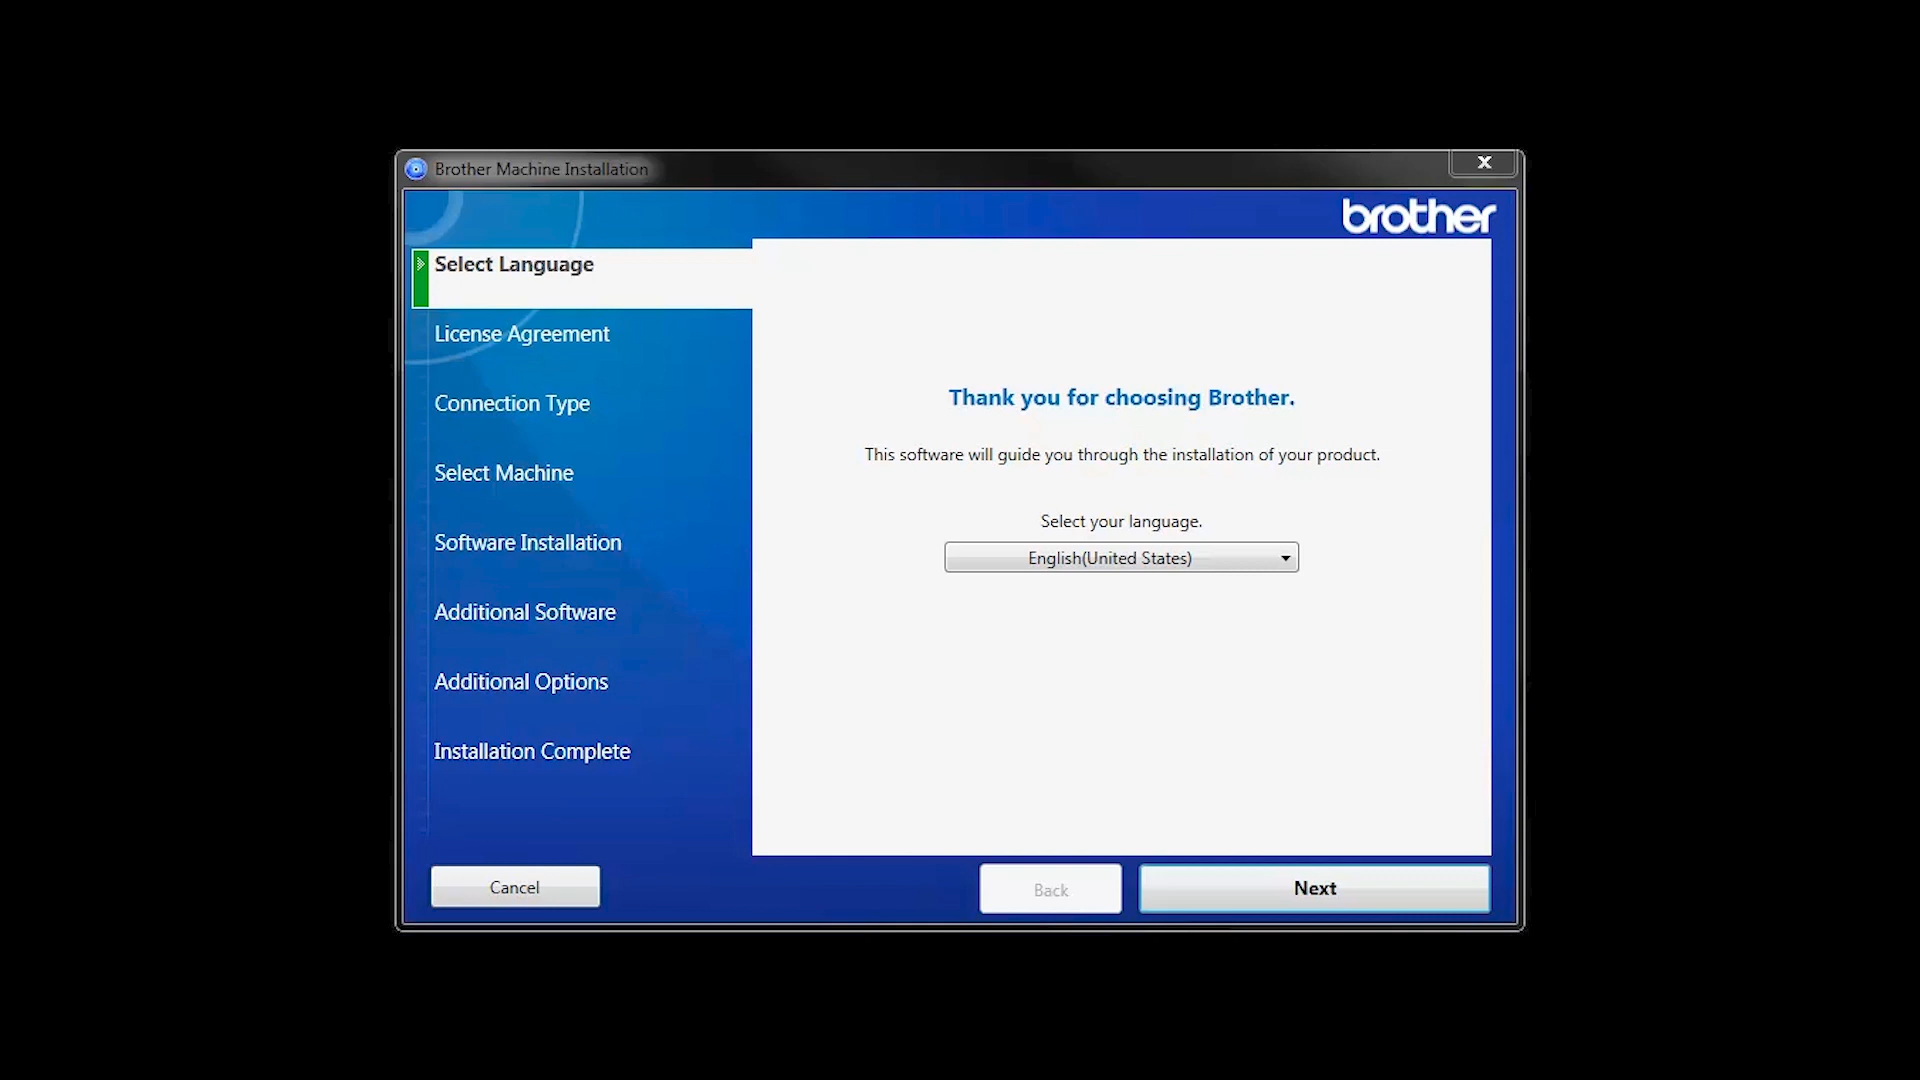 Brother Machine Installation
X
brother
Select Language
License Agreement
Connection Type
Select Machine
Software Installation
Additional Software
Additional Options
Installation Complete
Thank you for choosing Brother.
This software will guide you through the installation of your product.
Select your language.
English(United States)
Cancel
Back
Next